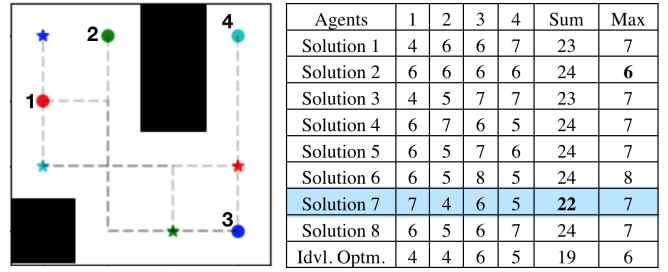 2
4
1
3
Agents 1 2 3 4 Sum Max
Solution 1 4 6 6 7 23 7
Solution 2 6 6 6 6 24 6
Solution 3 4 5 7 7 23 7
Solution 4 6 7 6 5 24 7
Solution 5 6 5 7 6 24 7
Solution 6 6 5 8 5 24 8
Solution 7 7 4 6 5 22 7
Solution 8 6 5 6 7 24 7
Idvl. Optm. 4 4 6 5 19 6